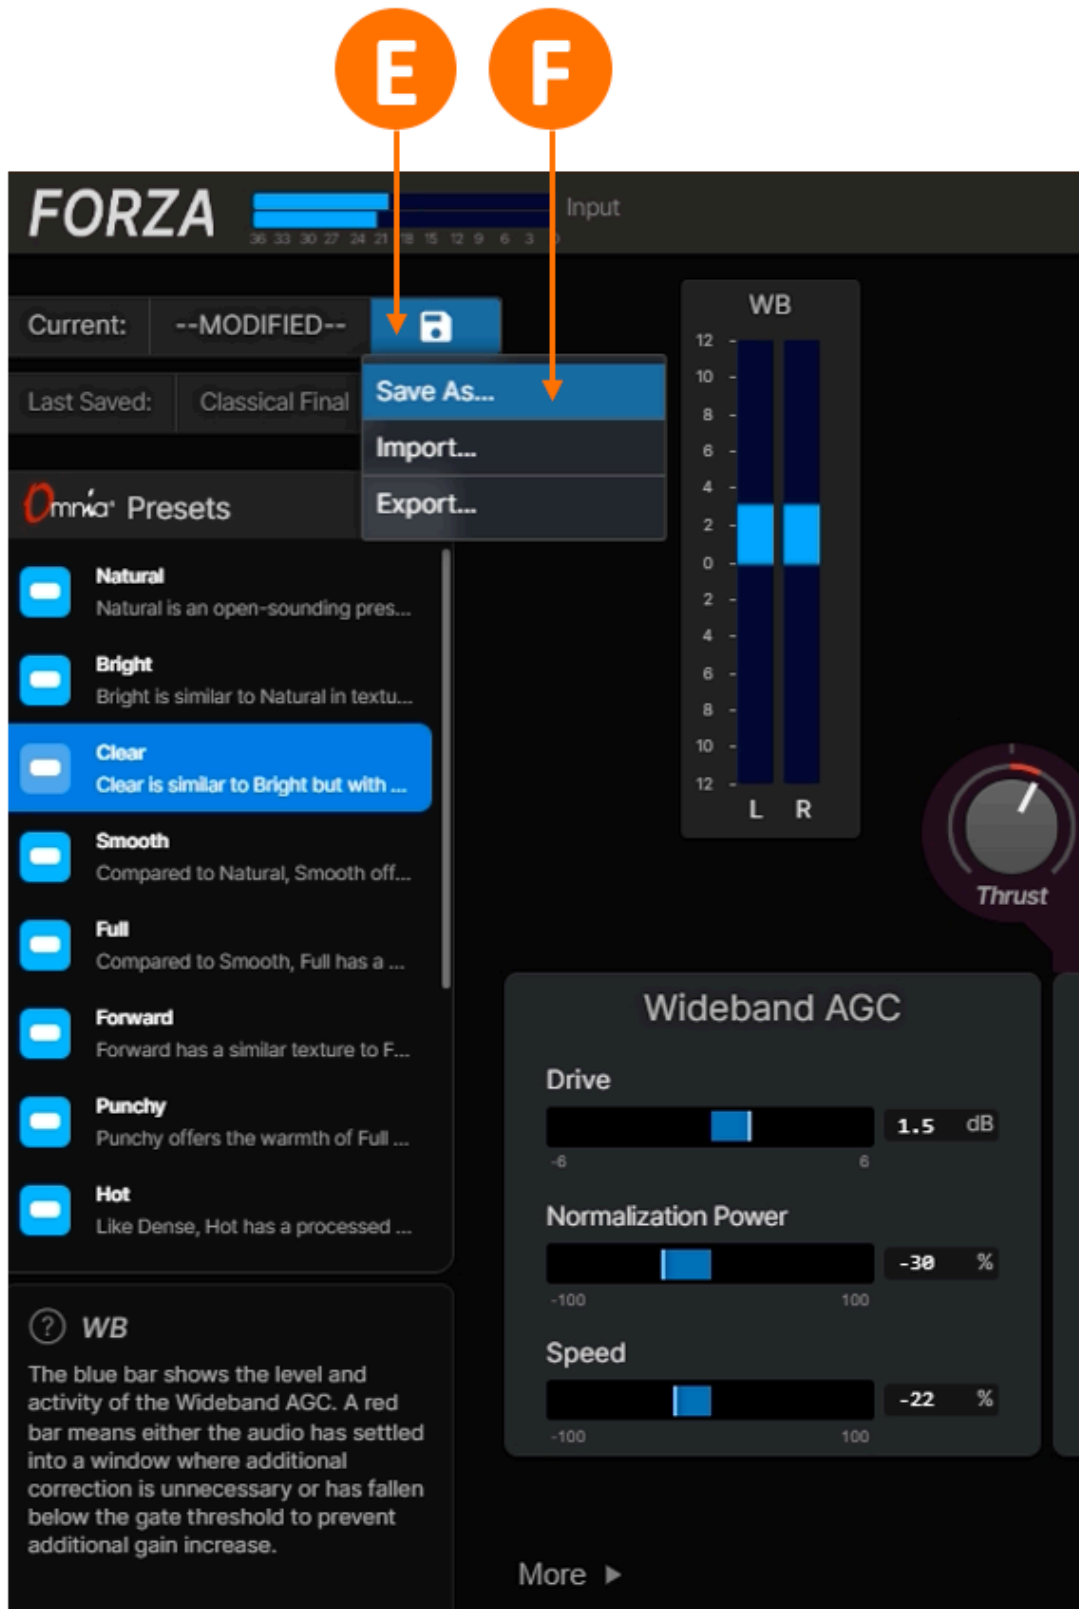 E F
FORZA
Input
36 33 30 27 24 21 18 15 12 9 6 3 0
Current: --MODIFIED--
Last Saved: Classical Final
Save As...
Import...
Export...
Omnia® Presets
Natural
Natural is an open-sounding pres...
Bright
Bright is similar to Natural in textu...
Clear
Clear is similar to Bright but with ...
Smooth
Compared to Natural, Smooth off...
Full
Compared to Smooth, Full has a ...
Forward
Forward has a similar texture to F...
Punchy
Punchy offers the warmth of Full ...
Hot
Like Dense, Hot has a processed ...
? WB
The blue bar shows the level and
activity of the Wideband AGC. A red
bar means either the audio has settled
into a window where additional
correction is unnecessary or has fallen
below the gate threshold to prevent
additional gain increase.
WB
12
10
8
6
4
2
0
2
4
6
8
10
12
L R
Thrust
Wideband AGC
Drive
1.5 dB
-6 6
Normalization Power
-30 %
-100 100
Speed
-22 %
-100 100
More